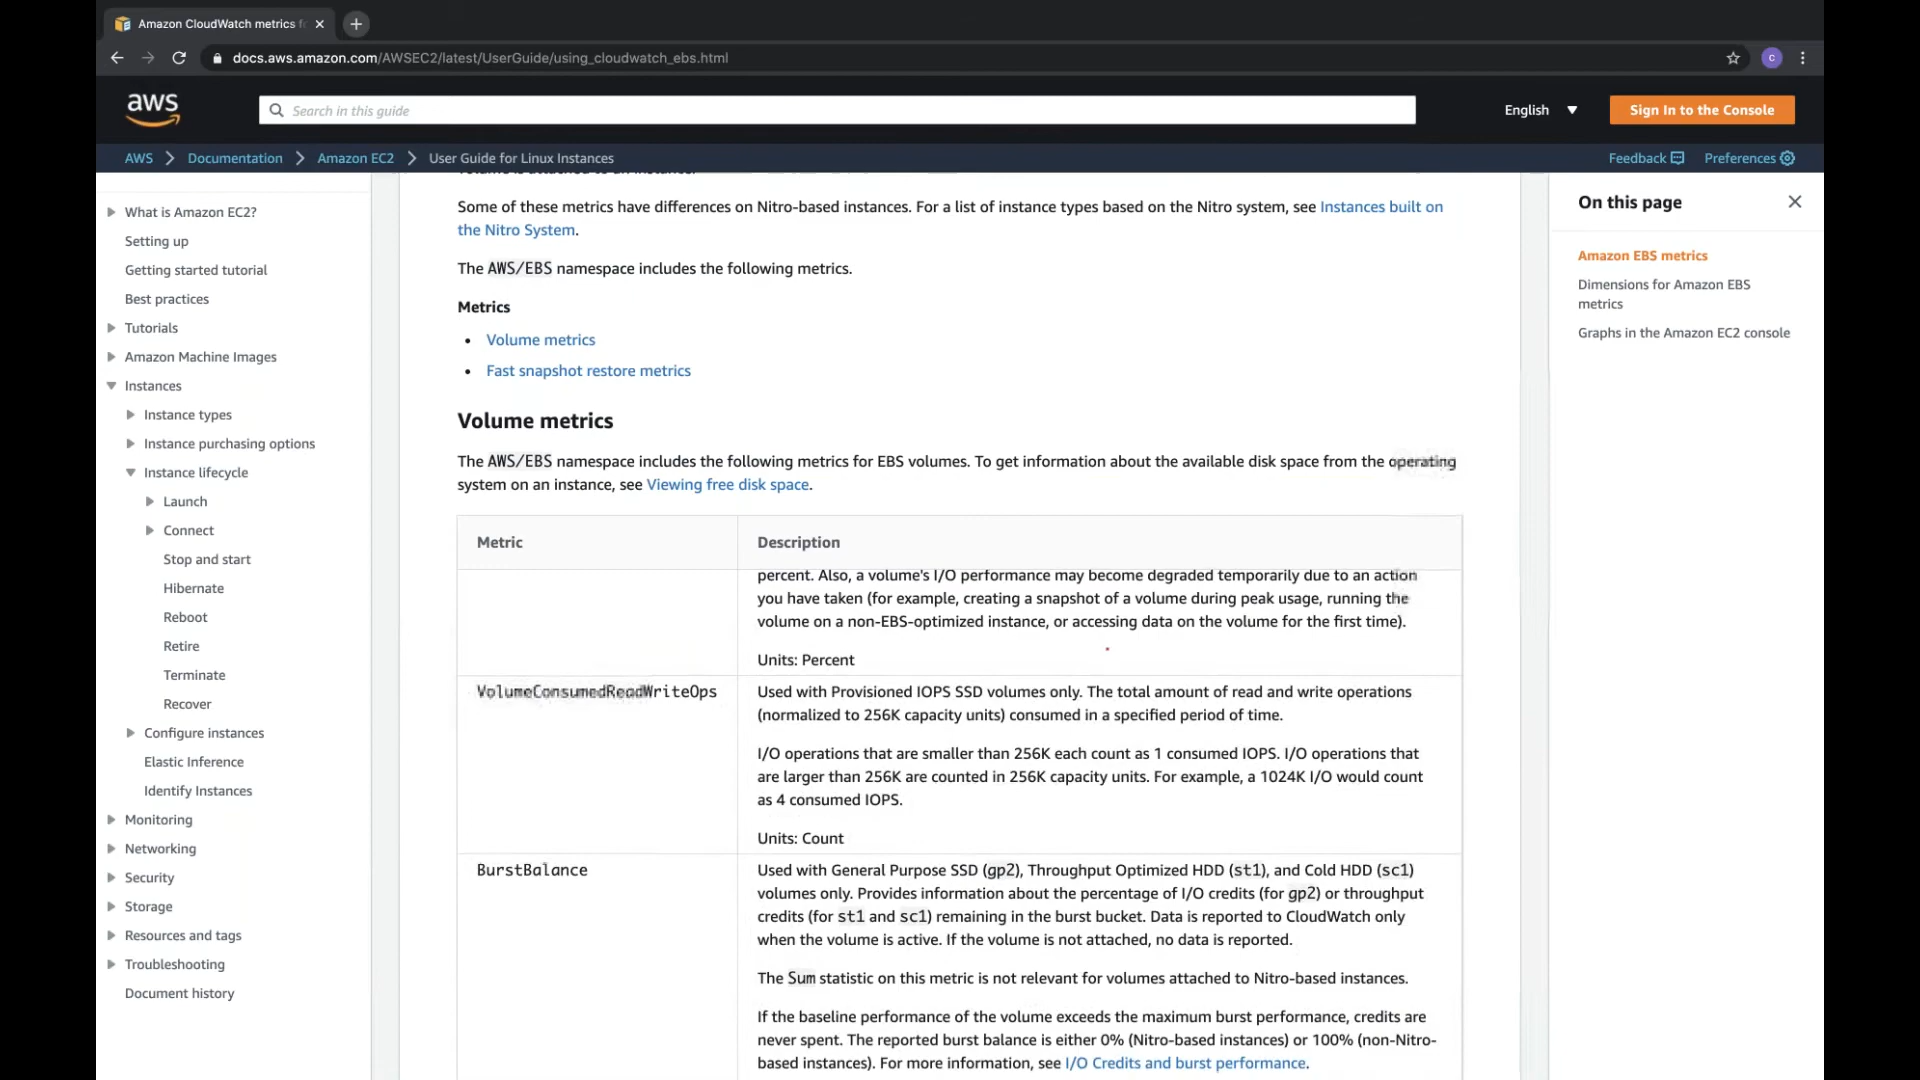 Amazon CloudWatch metrics f
docs.aws.amazon.com/AWSEC2/latest/UserGuide/using_cloudwatch_ebs.html
C
aws
Search in this guide
English
Sign In to the Console
AWS > Documentation > Amazon EC2 > User Guide for Linux Instances
Feedback
Preferences
What is Amazon EC2?
Setting up
Getting started tutorial
Best practices
Tutorials
Amazon Machine Images
Instances
Instance types
Instance purchasing options
Instance lifecycle
Launch
Connect
Stop and start
Hibernate
Reboot
Retire
Terminate
Recover
Configure instances
Elastic Inference
Identify Instances
Monitoring
Networking
Security
Storage
Resources and tags
Troubleshooting
Document history
Some of these metrics have differences on Nitro-based instances. For a list of instance types based on the Nitro system, see Instances built on
the Nitro System.
The AWS/EBS namespace includes the following metrics.
Metrics
• Volume metrics
• Fast snapshot restore metrics
Volume metrics
The AWS/EBS namespace includes the following metrics for EBS volumes. To get information about the available disk space from the operating
system on an instance, see Viewing free disk space.
Metric
Description
percent. Also, a volume's I/O performance may become degraded temporarily due to an action
you have taken (for example, creating a snapshot of a volume during peak usage, running the
volume on a non-EBS-optimized instance, or accessing data on the volume for the first time).
Units: Percent
VolumeConsumedReadWriteOps
Used with Provisioned IOPS SSD volumes only. The total amount of read and write operations
(normalized to 256K capacity units) consumed in a specified period of time.
I/O operations that are smaller than 256K each count as 1 consumed IOPS. I/O operations that
are larger than 256K are counted in 256K capacity units. For example, a 1024K I/O would count
as 4 consumed IOPS.
Units: Count
BurstBalance
Used with General Purpose SSD (gp2), Throughput Optimized HDD (st1), and Cold HDD (sc1)
volumes only. Provides information about the percentage of I/O credits (for gp2) or throughput
credits (for st1 and sc1) remaining in the burst bucket. Data is reported to CloudWatch only
when the volume is active. If the volume is not attached, no data is reported.
The Sum statistic on this metric is not relevant for volumes attached to Nitro-based instances.
If the baseline performance of the volume exceeds the maximum burst performance, credits are
never spent. The reported burst balance is either 0% (Nitro-based instances) or 100% (non-Nitro-
based instances). For more information, see I/O Credits and burst performance.
On this page
Amazon EBS metrics
Dimensions for Amazon EBS
metrics
Graphs in the Amazon EC2 console